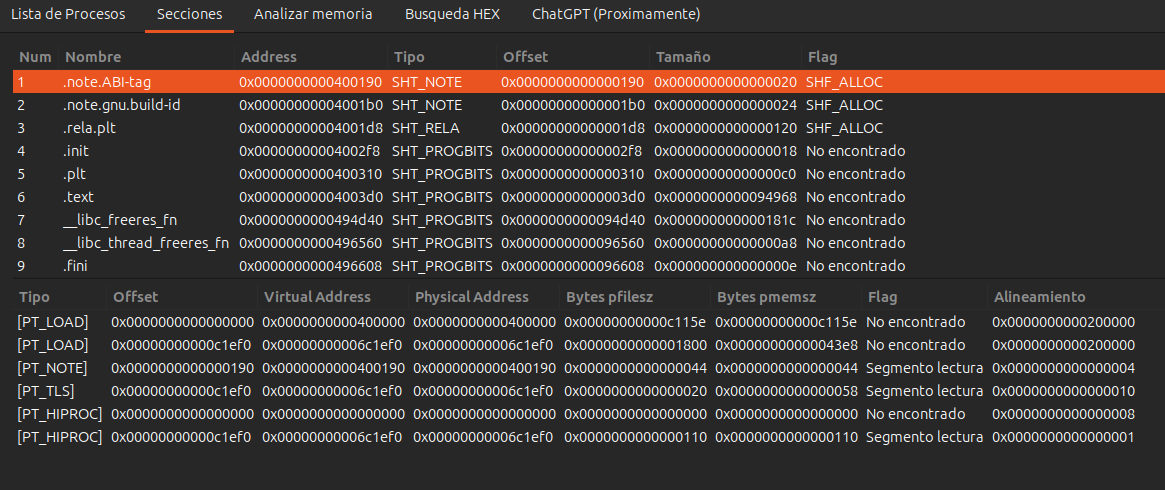 Lista de Procesos Secciones Analizar memoria Busqueda HEX ChatGPT (Proximamente)
Num Nombre Address Tipo Offset Tamaño Flag
1 .note.ABI-tag 0x0000000000400190 SHT_NOTE 0x0000000000000190 0x0000000000000020 SHF_ALLOC
2 .note.gnu.build-id 0x00000000004001b0 SHT_NOTE 0x00000000000001b0 0x0000000000000024 SHF_ALLOC
3 .rela.plt 0x00000000004001d8 SHT_RELA 0x00000000000001d8 0x0000000000000120 SHF_ALLOC
4 .init 0x00000000004002f8 SHT_PROGBITS 0x00000000000002f8 0x0000000000000018 No encontrado
5 .plt 0x0000000000400310 SHT_PROGBITS 0x0000000000000310 0x00000000000000c0 No encontrado
6 .text 0x00000000004003d0 SHT_PROGBITS 0x00000000000003d0 0x0000000000094968 No encontrado
7 __libc_freeres_fn 0x0000000000494d40 SHT_PROGBITS 0x0000000000094d40 0x000000000000181c No encontrado
8 __libc_thread_freeres_fn 0x0000000000496560 SHT_PROGBITS 0x0000000000096560 0x00000000000000a8 No encontrado
9 .fini 0x0000000000496608 SHT_PROGBITS 0x0000000000096608 0x000000000000000e No encontrado
Tipo Offset Virtual Address Physical Address Bytes pfilesz Bytes pmemsz Flag Alineamiento
[PT_LOAD] 0x0000000000000000 0x0000000000400000 0x0000000000400000 0x00000000000c115e 0x00000000000c115e No encontrado 0x0000000000200000
[PT_LOAD] 0x00000000000c1ef0 0x00000000006c1ef0 0x00000000006c1ef0 0x0000000000001800 0x00000000000043e8 No encontrado 0x0000000000200000
[PT_NOTE] 0x0000000000000190 0x0000000000400190 0x0000000000400190 0x0000000000000044 0x0000000000000044 Segmento lectura 0x0000000000000004
[PT_TLS] 0x00000000000c1ef0 0x00000000006c1ef0 0x00000000006c1ef0 0x0000000000000020 0x0000000000000058 Segmento lectura 0x0000000000000010
[PT_HIPROC] 0x0000000000000000 0x0000000000000000 0x0000000000000000 0x0000000000000000 0x0000000000000000 No encontrado 0x0000000000000008
[PT_HIPROC] 0x00000000000c1ef0 0x00000000006c1ef0 0x00000000006c1ef0 0x0000000000000110 0x0000000000000110 Segmento lectura 0x0000000000000001